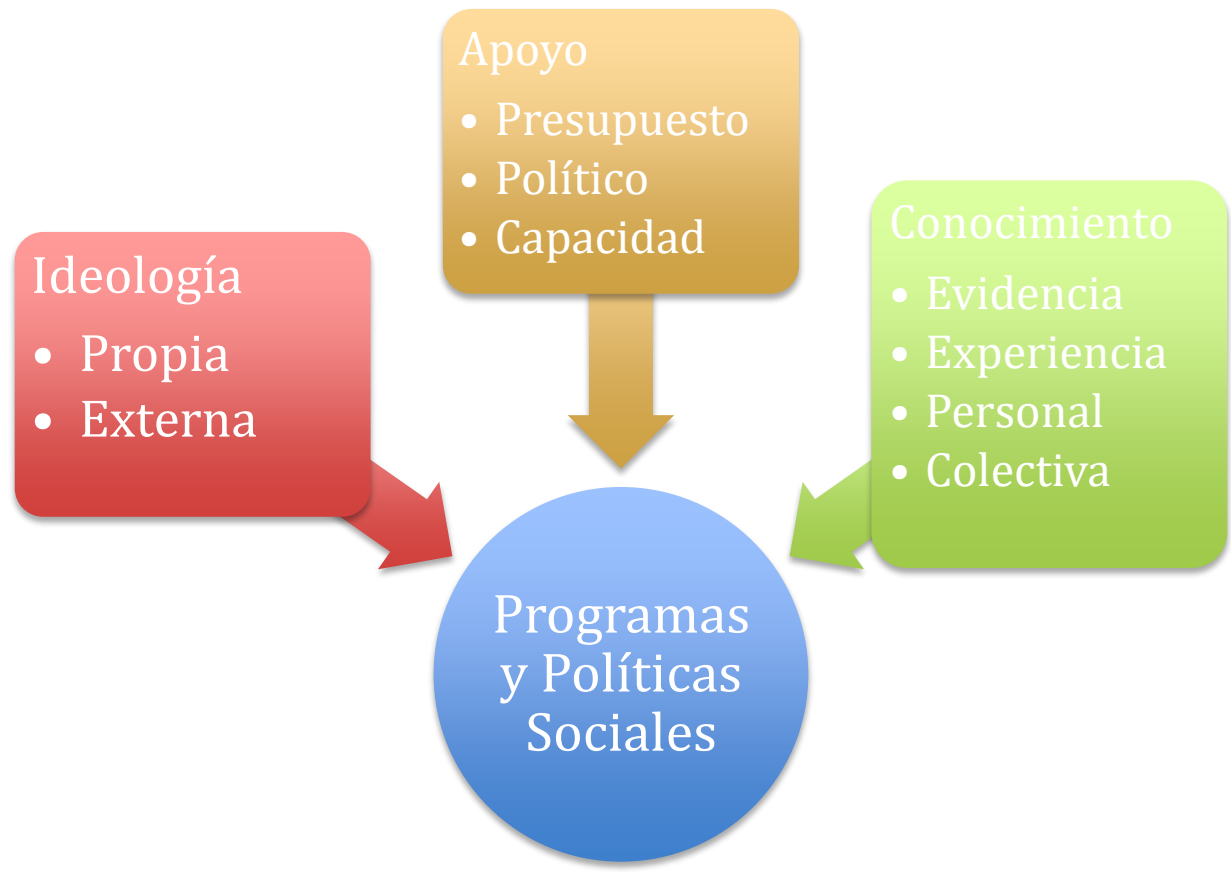 Ideología
• Propia
• Externa
Apoyo
• Presupuesto
• Político
• Capacidad
Conocimiento
• Evidencia
• Experiencia
• Personal
• Colectiva
Programas
y Políticas
Sociales